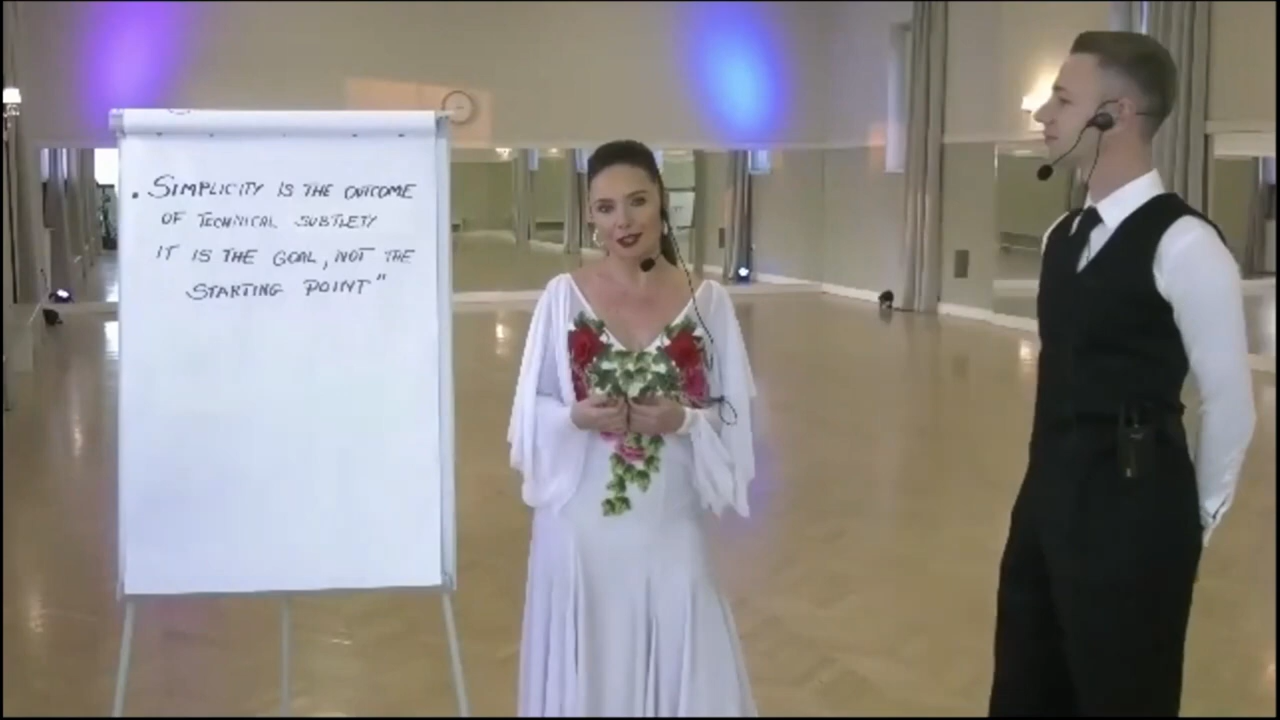 . SIMPLICITY IS THE OUTCOME
OF TECHNICAL SUBTLETY
IT IS THE GOAL, NOT THE
STARTING POINT"